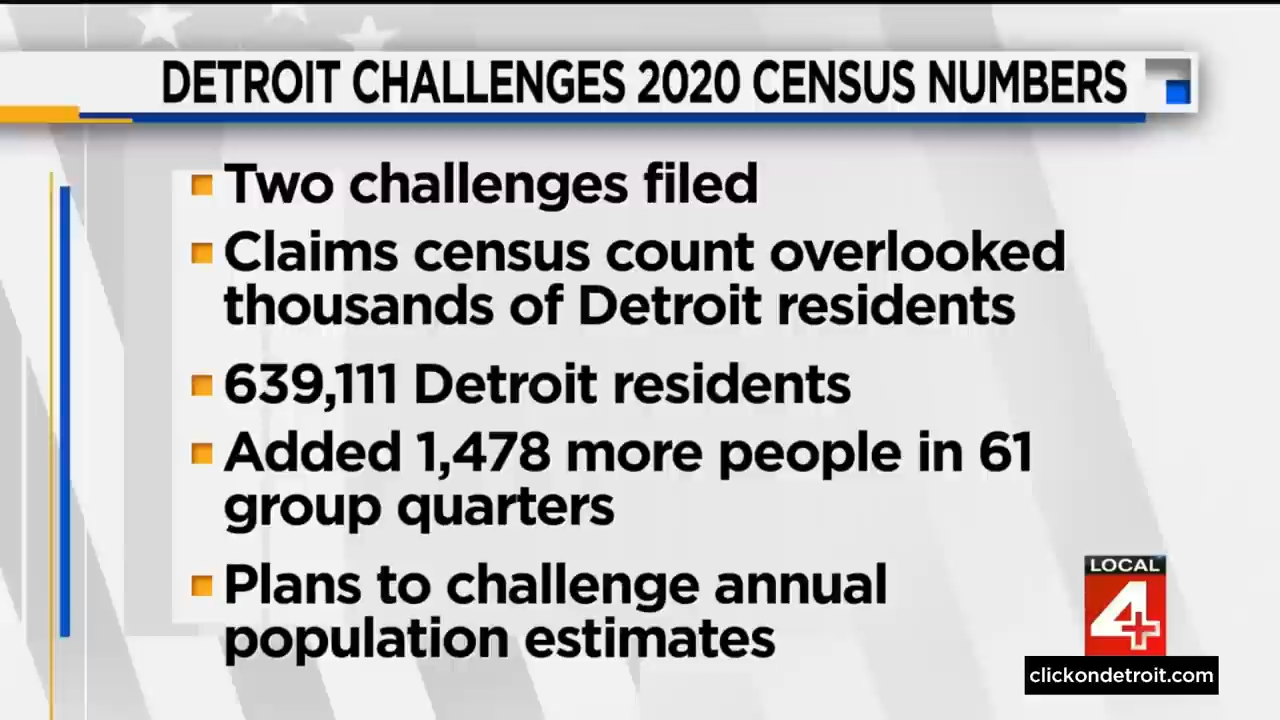 DETROIT CHALLENGES 2020 CENSUS NUMBERS
Two challenges filed
Claims census count overlooked
thousands of Detroit residents
639,111 Detroit residents
Added 1,478 more people in 61
group quarters
Plans to challenge annual
population estimates
LOCAL
4
clickondetroit.com